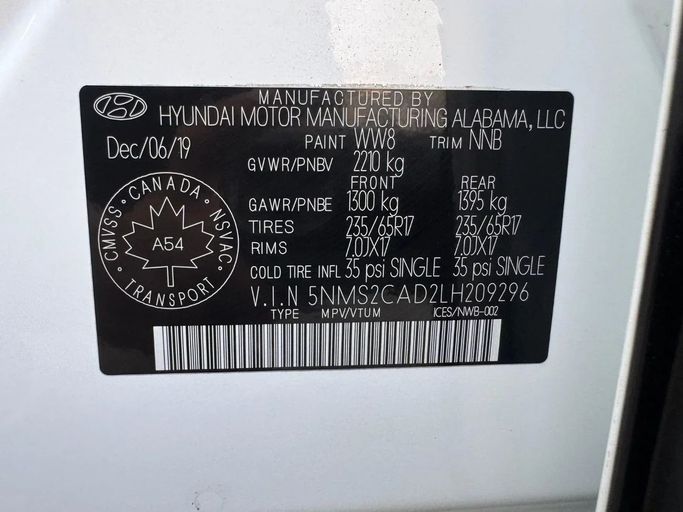 MANUFACTURED BY
HYUNDAI MOTOR MANUFACTURING ALABAMA, LLC
Dec/06/19 PAINT WW8 TRIM NNB
GVWR/PNBV 2210 kg
FRONT REAR
GAWR/PNBE 1300 kg 1395 kg
TIRES 235/65R17 235/65R17
RIMS 7.0JX17 7.0JX17
COLD TIRE INFL 35 psi SINGLE 35 psi SINGLE
V.I.N 5NMS2CAD2LH209296
TYPE MPV/VTUM ICES/NWB-002
CMVSS · CANADA · NSVAC · TRANSPORT
A54